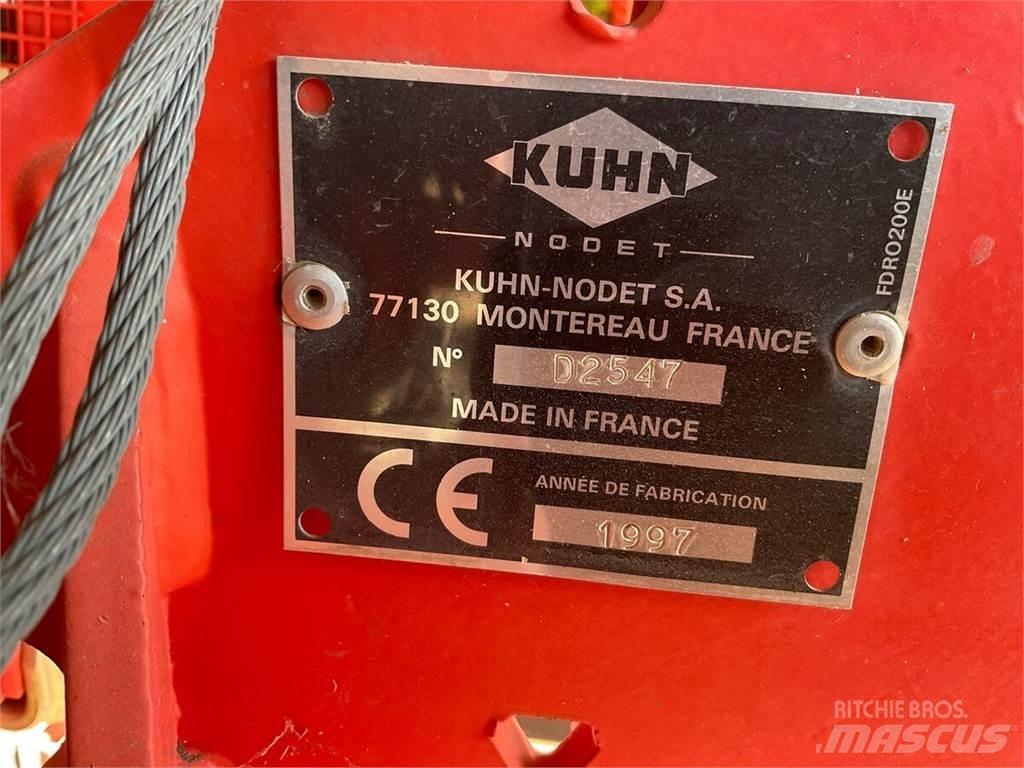 KUHN
NODET
KUHN-NODET S.A.
77130 MONTEREAU FRANCE
N° D2547
MADE IN FRANCE
CE
ANNÉE DE FABRICATION
1997
FDRO200E
RITCHIE BROS.
MASCUS